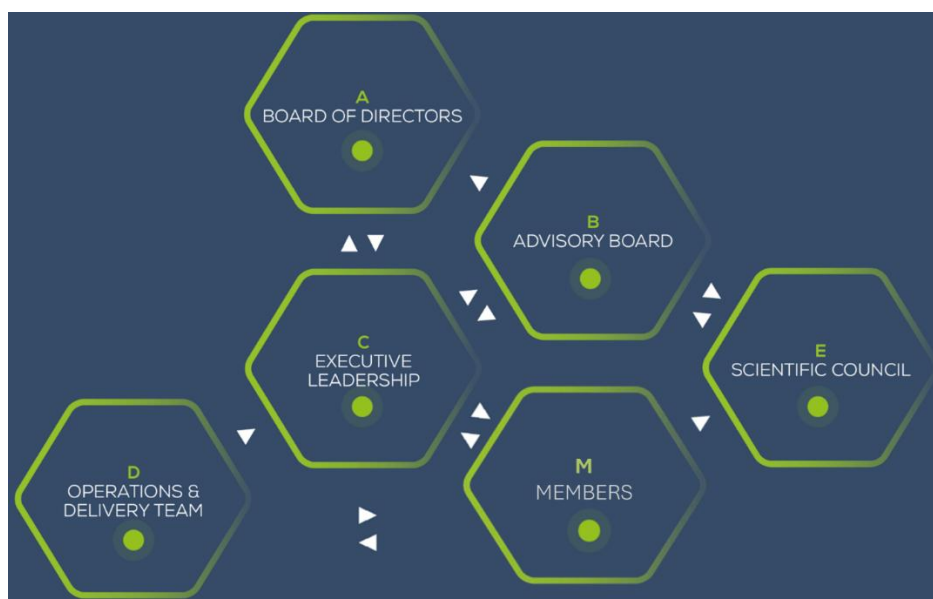 A
BOARD OF DIRECTORS
B
ADVISORY BOARD
C
EXECUTIVE
LEADERSHIP
E
SCIENTIFIC COUNCIL
D
OPERATIONS &
DELIVERY TEAM
M
MEMBERS